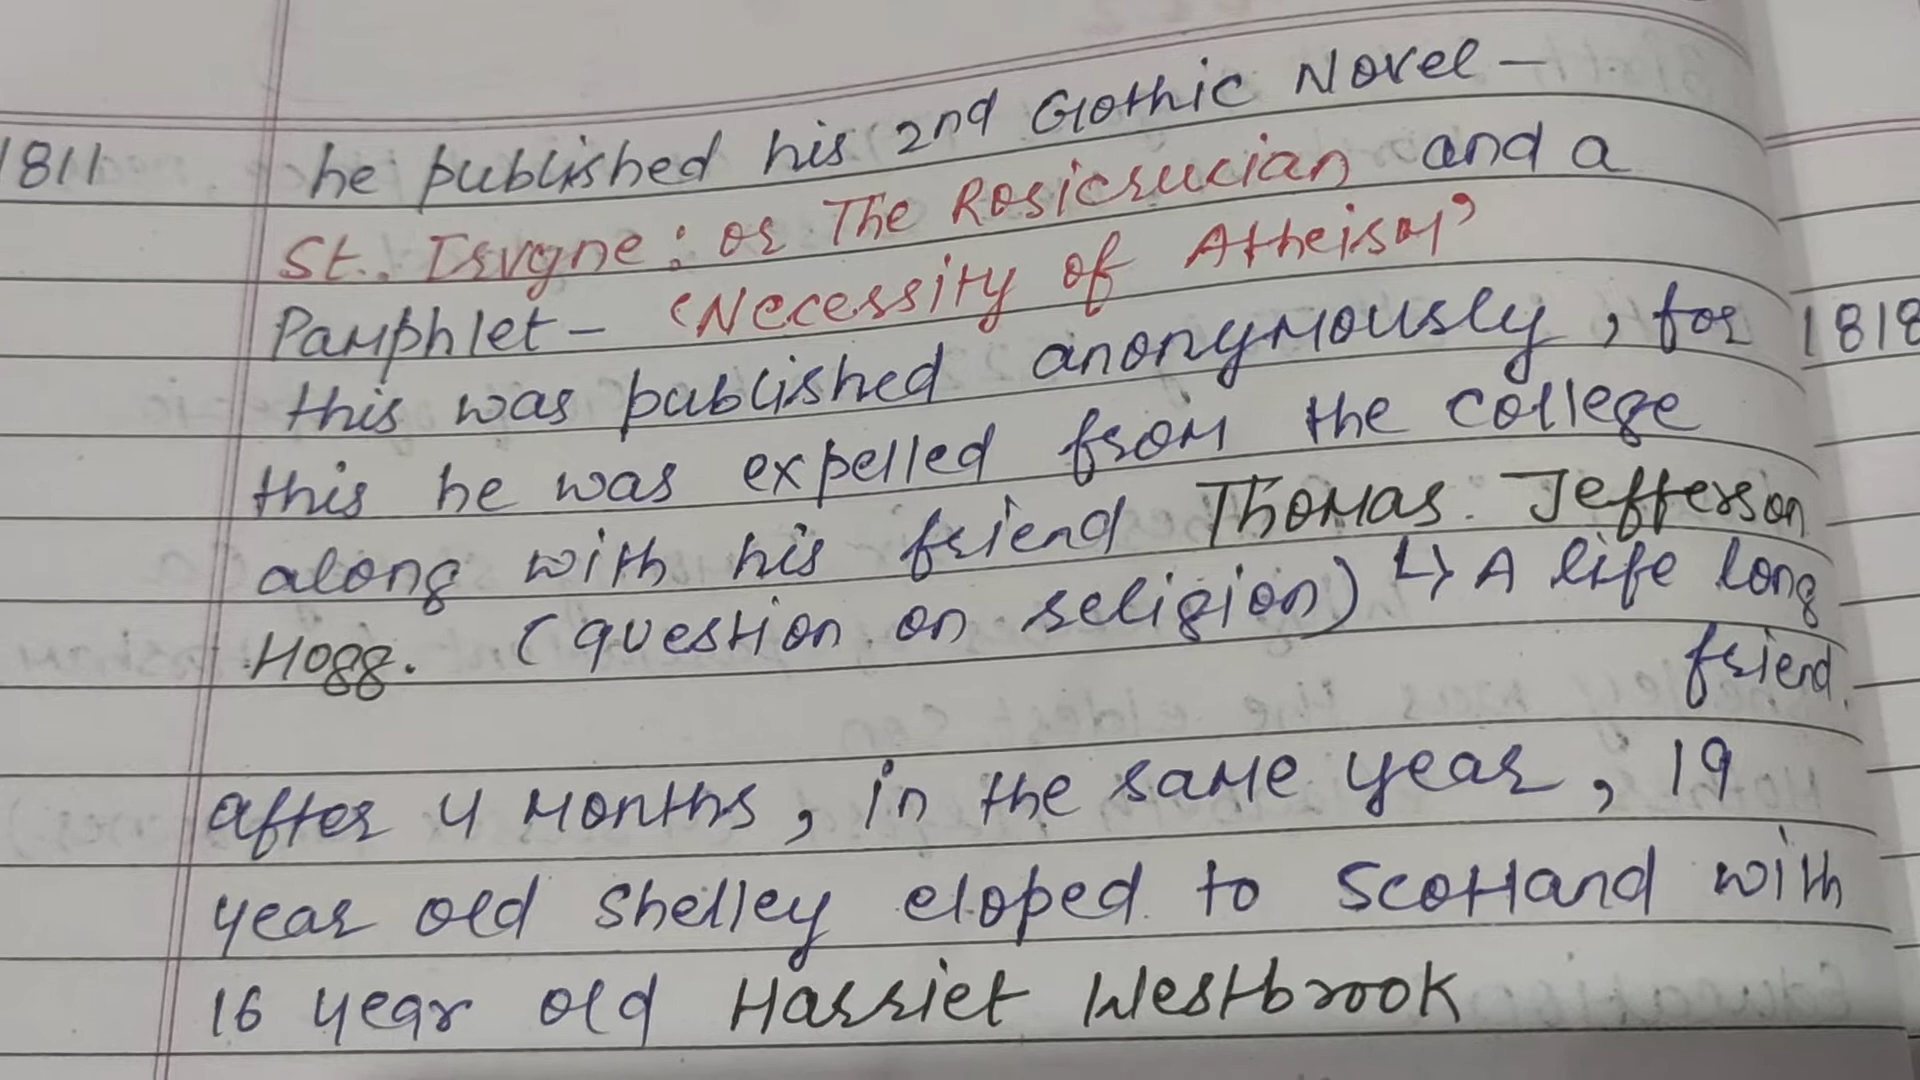 1811 he published his 2nd Gothic Novel -
St. Irvyne: or The Rosicrucian and a
Pamphlet - 'Necessity of Atheism'
this was published anonymously, for
this he was expelled from the college
along with his friend Thomas Jefferson
Hogg. (question on religion) ↳ A life long
friend.
after 4 months, in the same year, 19
year old Shelley eloped to Scotland with
16 year old Harriet Westbrook
1818